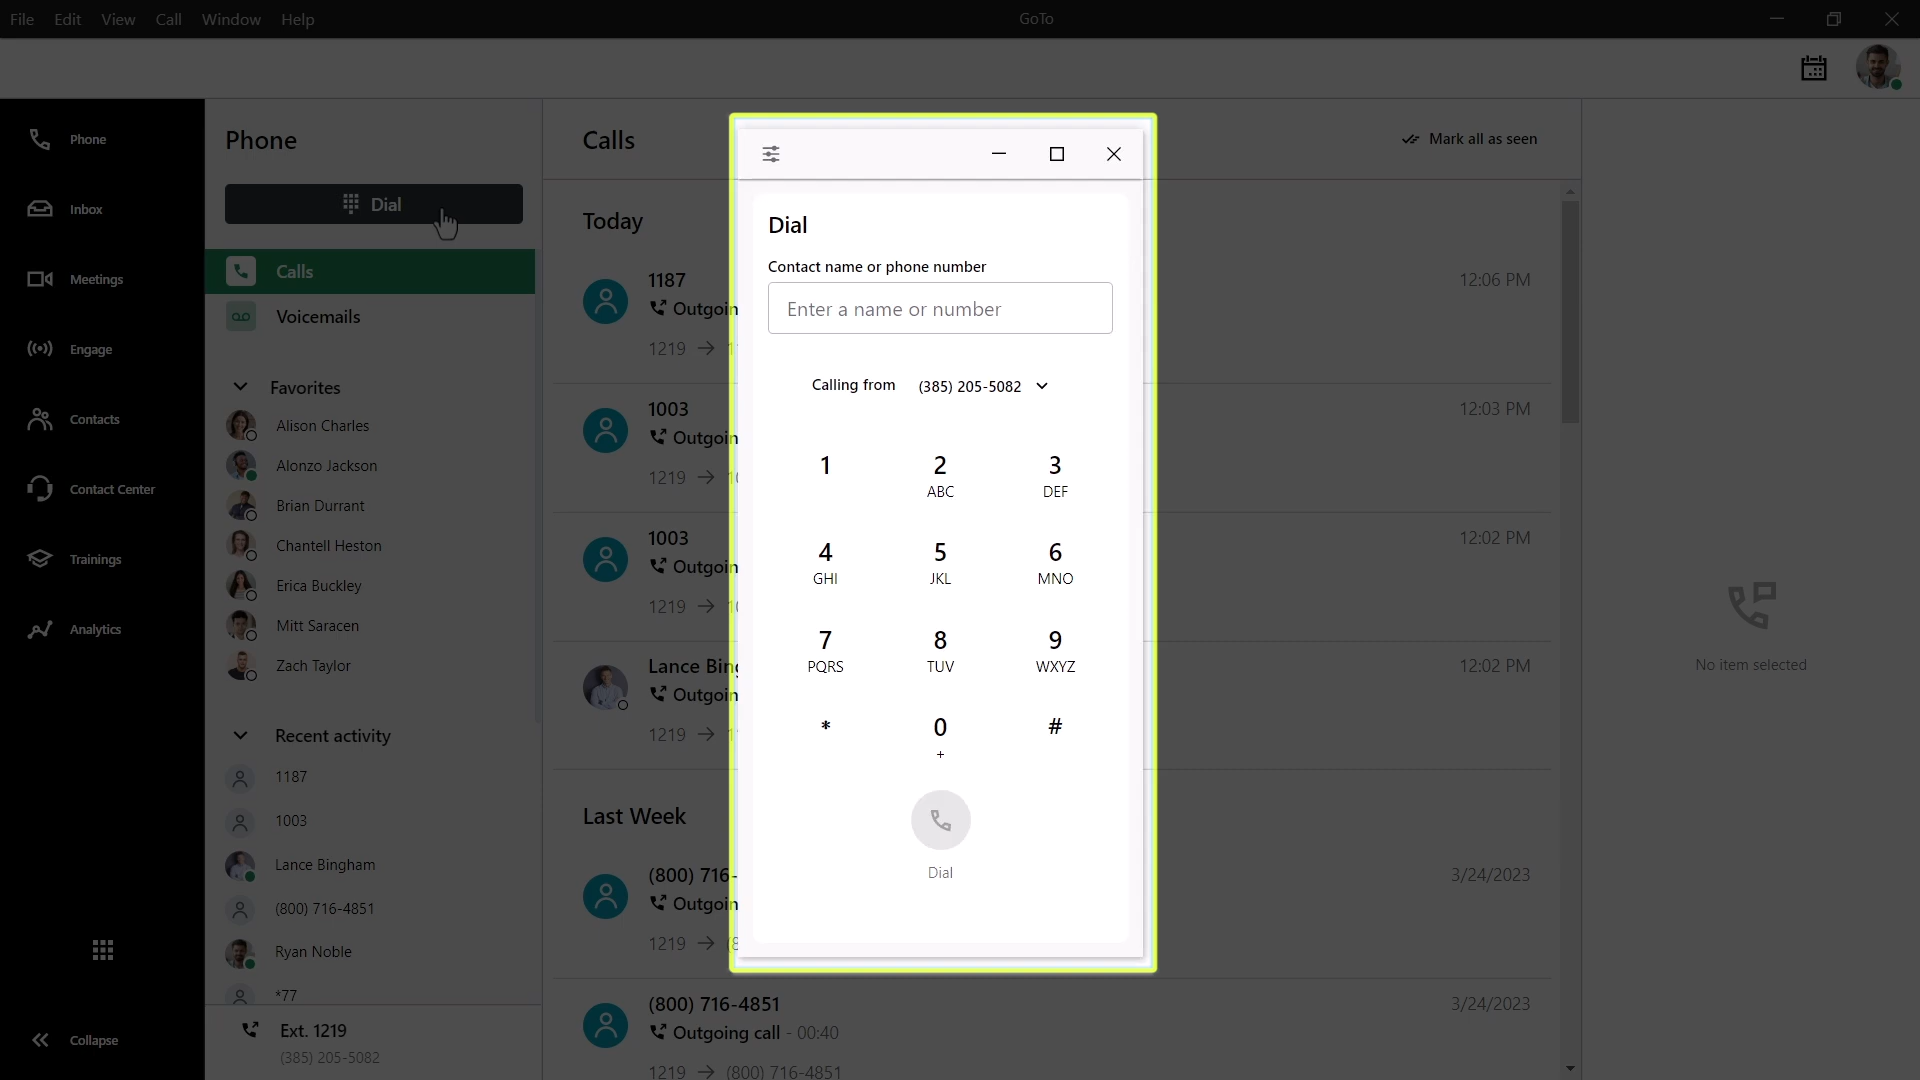 File Edit View Call Window Help
GoTo
Phone
Inbox
Meetings
Engage
Contacts
Contact Center
Trainings
Analytics
Collapse
Phone
Dial
Calls
Voicemails
Favorites
Alison Charles
Alonzo Jackson
Brian Durrant
Chantell Heston
Erica Buckley
Mitt Saracen
Zach Taylor
Recent activity
1187
1003
Lance Bingham
(800) 716-4851
Ryan Noble
*77
Ext. 1219
(385) 205-5082
Calls
Mark all as seen
Today
1187
12:06 PM
Outgoin
1219 → 1
1003
12:03 PM
Outgoin
1219 → 10
1003
12:02 PM
Outgoin
1219 → 10
Lance Bing
12:02 PM
Outgoin
1219 → 1
Last Week
(800) 716-
3/24/2023
Outgoin
1219 → (8
(800) 716-4851
3/24/2023
Outgoing call - 00:40
1219 → (800) 716-4851
Dial
Contact name or phone number
Enter a name or number
Calling from (385) 205-5082
1 2 3
ABC DEF
4 5 6
GHI JKL MNO
7 8 9
PQRS TUV WXYZ
* 0 #
+
Dial
No item selected